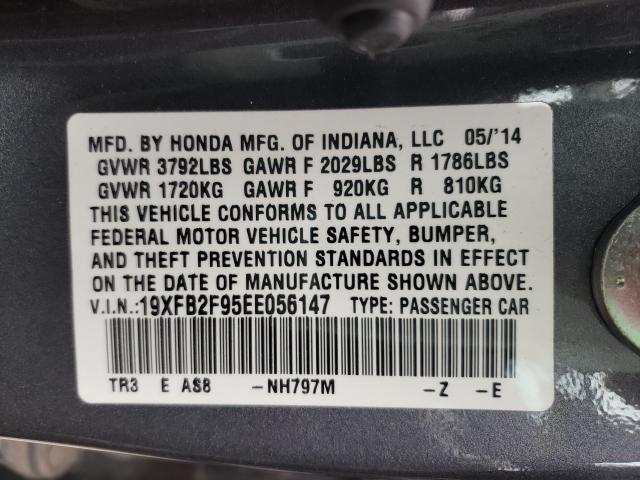 MFD. BY HONDA MFG. OF INDIANA, LLC 05/'14
GVWR 3792LBS GAWR F 2029LBS R 1786LBS
GVWR 1720KG GAWR F 920KG R 810KG
THIS VEHICLE CONFORMS TO ALL APPLICABLE
FEDERAL MOTOR VEHICLE SAFETY, BUMPER,
AND THEFT PREVENTION STANDARDS IN EFFECT
ON THE DATE OF MANUFACTURE SHOWN ABOVE.
V.I.N.:19XFB2F95EE056147 TYPE: PASSENGER CAR
TR3 E AS8 -NH797M -Z -E